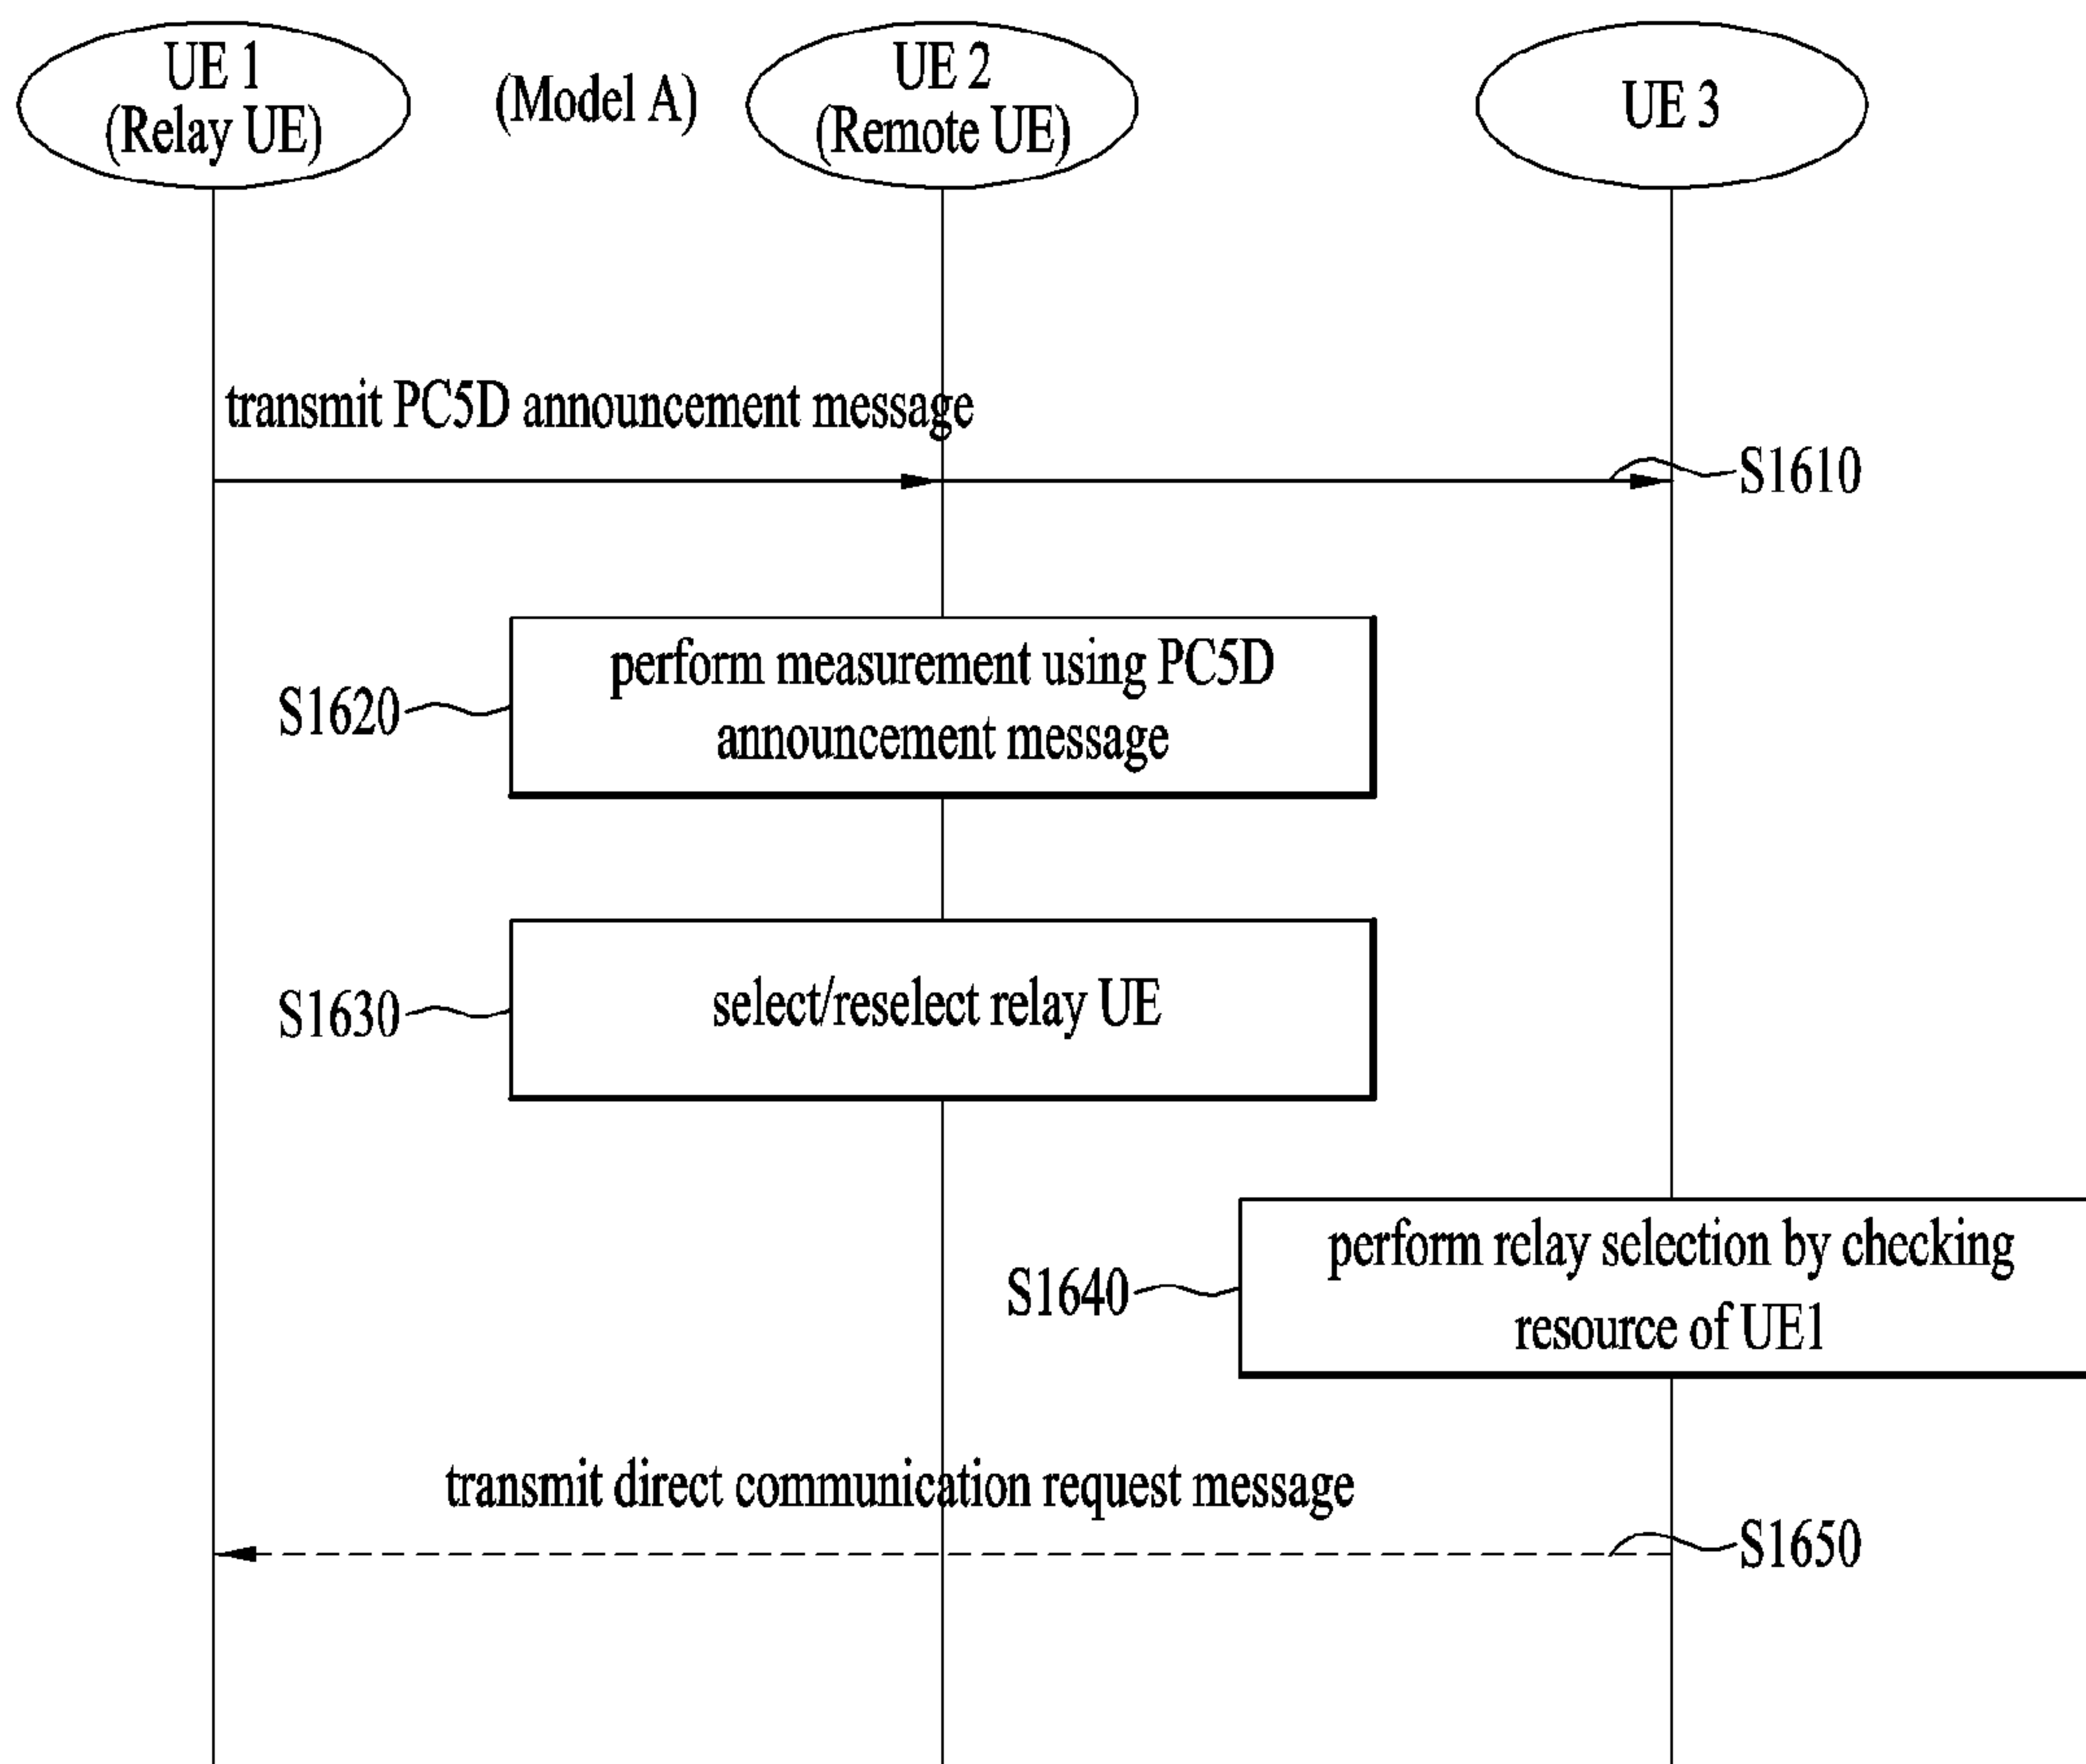 UE 1
(Relay UE)
(Model A)
UE 2
(Remote UE)
UE 3
transmit PC5D announcement message
S1610
perform measurement using PC5D
announcement message
S1620
select/reselect relay UE
S1630
perform relay selection by checking
resource of UE1
S1640
transmit direct communication request message
S1650